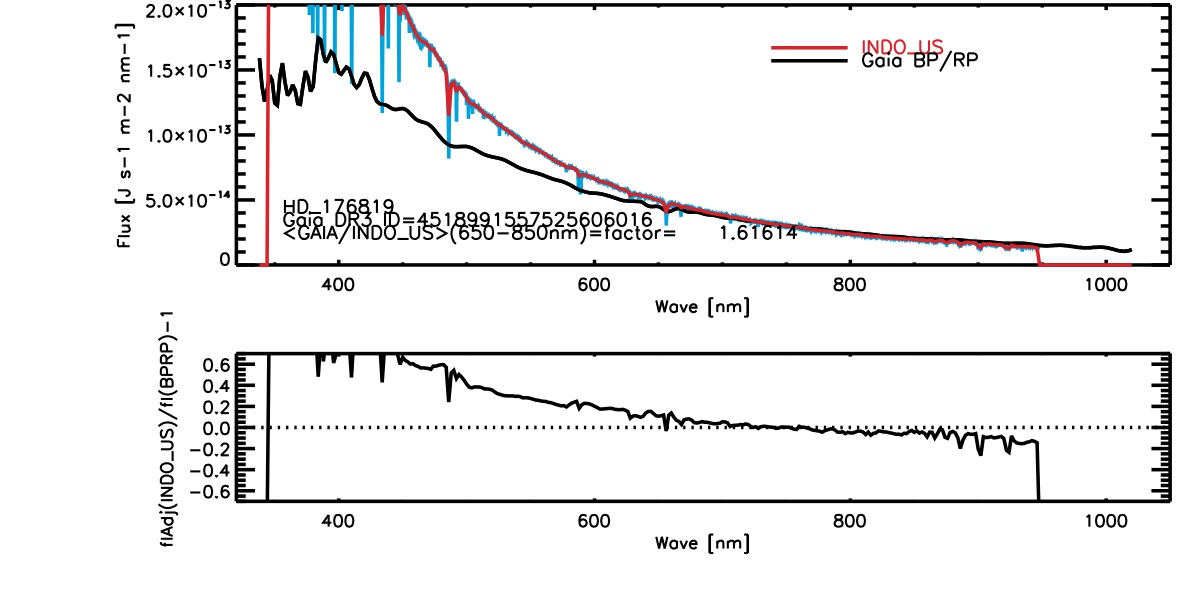 2.0×10⁻¹³
1.5×10⁻¹³
1.0×10⁻¹³
5.0×10⁻¹⁴
0
Flux [J s−1 m−2 nm−1]
INDO_US
Gaia BP/RP
HD_176819
Gaia DR3 ID=4518991557525606016
<GAIA/INDO_US>(650−850nm)=factor= 1.61614
400 600 800 1000
Wave [nm]
flAdj(INDO_US)/fl(BPRP)−1
0.6
0.4
0.2
0.0
−0.2
−0.4
−0.6
400 600 800 1000
Wave [nm]